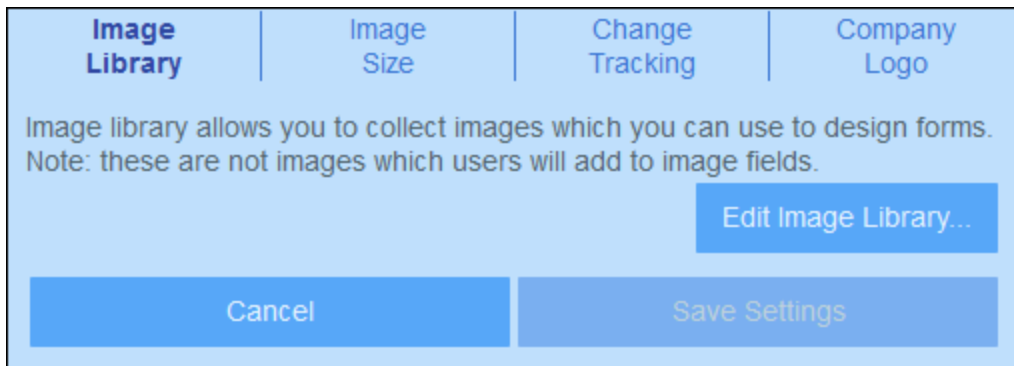 Image Library
Image Size
Change Tracking
Company Logo
Image library allows you to collect images which you can use to design forms.
Note: these are not images which users will add to image fields.
Edit Image Library...
Cancel
Save Settings